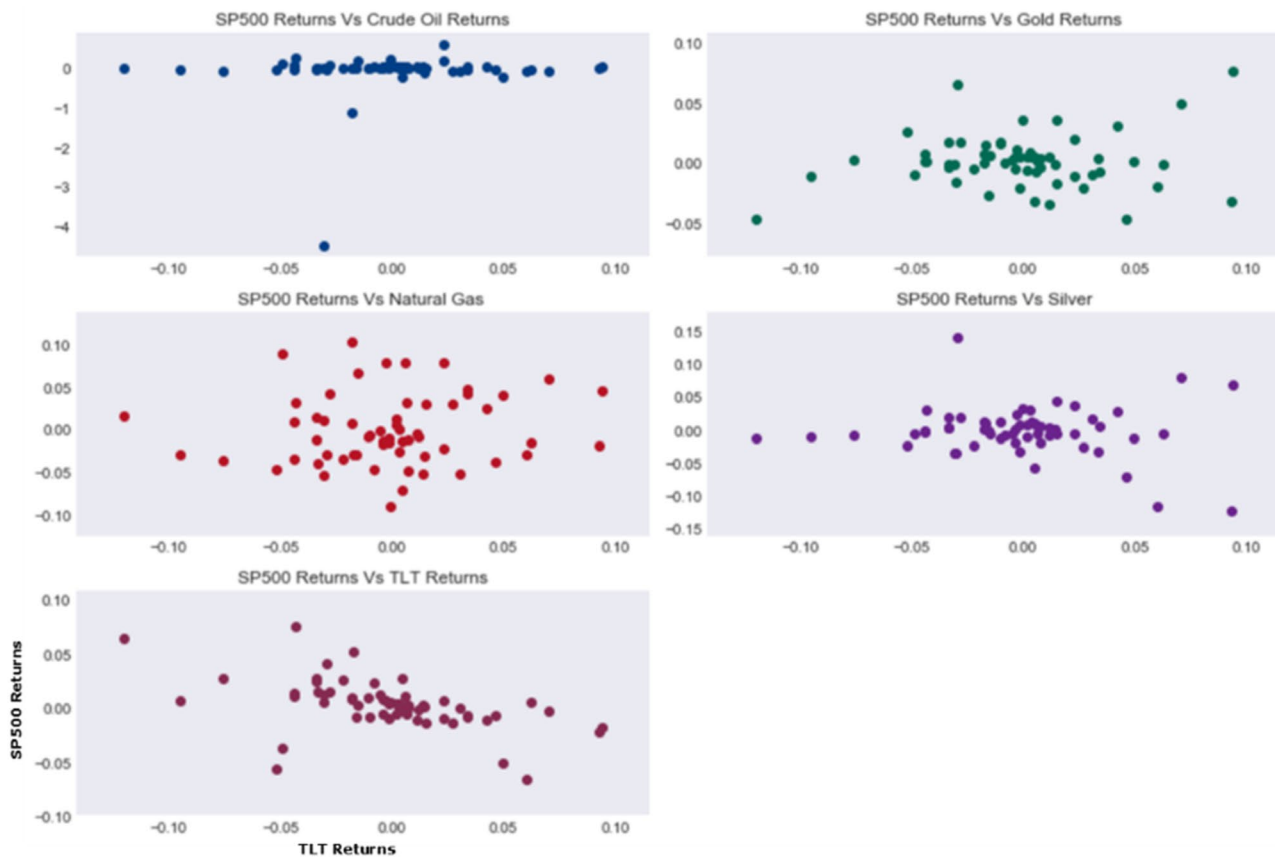 SP500 Returns Vs Crude Oil Returns
0
−1
−2
−3
−4
−0.10 −0.05 0.00 0.05 0.10
SP500 Returns Vs Gold Returns
0.10
0.05
0.00
−0.05
−0.10 −0.05 0.00 0.05 0.10
SP500 Returns Vs Natural Gas
0.10
0.05
0.00
−0.05
−0.10
−0.10 −0.05 0.00 0.05 0.10
SP500 Returns Vs Silver
0.15
0.10
0.05
0.00
−0.05
−0.10
−0.15
−0.10 −0.05 0.00 0.05 0.10
SP500 Returns Vs TLT Returns
SP500 Returns
0.10
0.05
0.00
−0.05
−0.10
−0.10 −0.05 0.00 0.05 0.10
TLT Returns